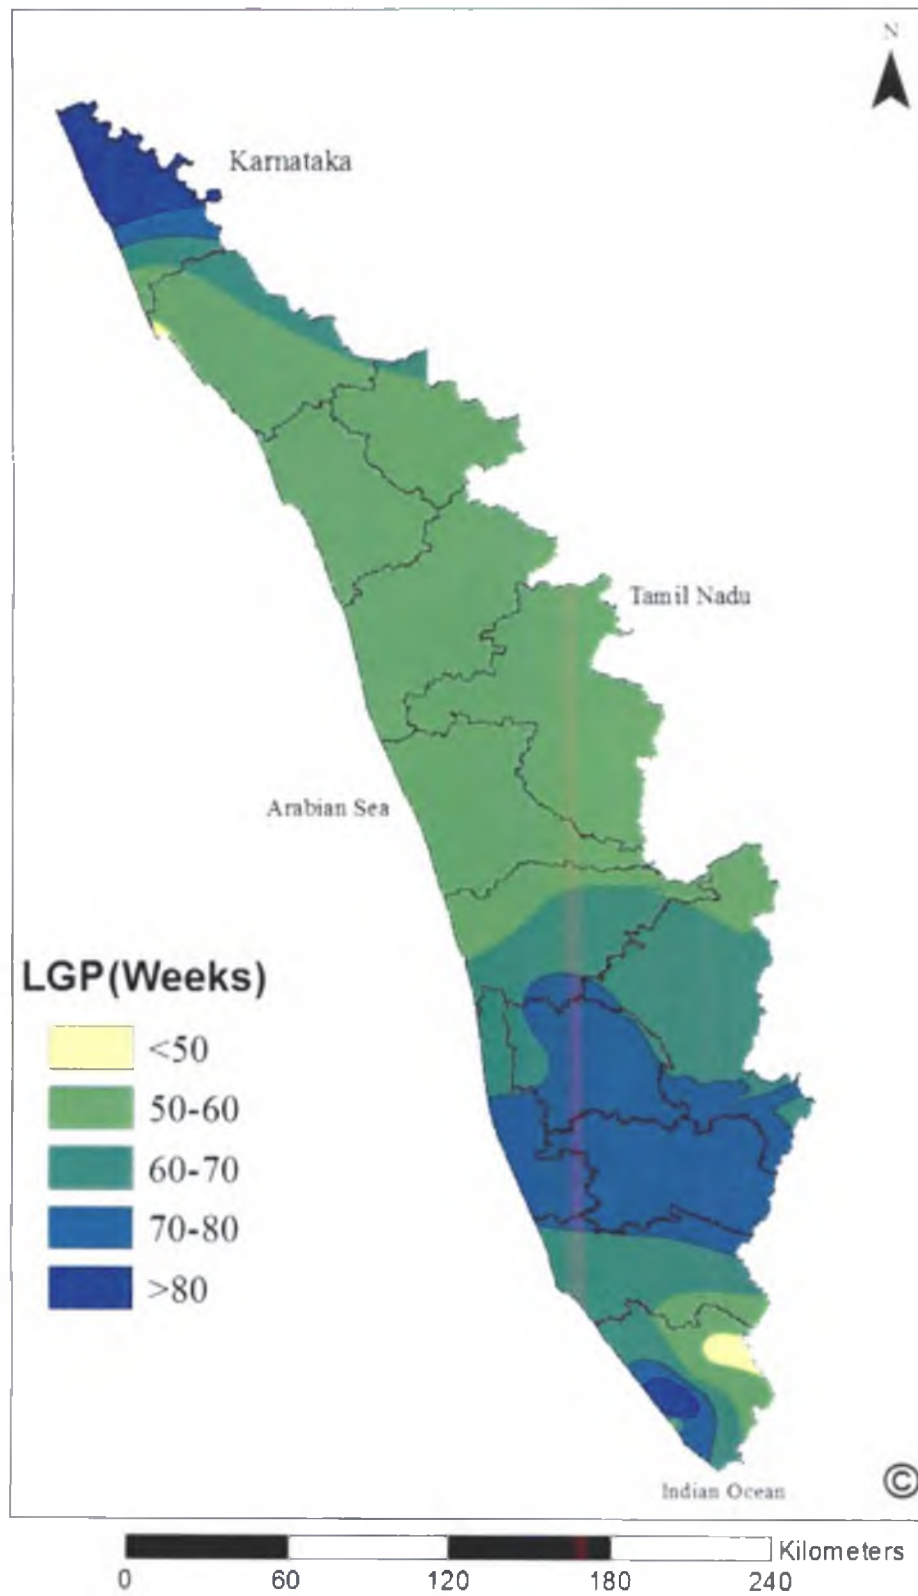 N
Karnataka
Tamil Nadu
Arabian Sea
LGP(Weeks)
<50
50-60
60-70
70-80
>80
Indian Ocean
©
Kilometers
0 60 120 180 240